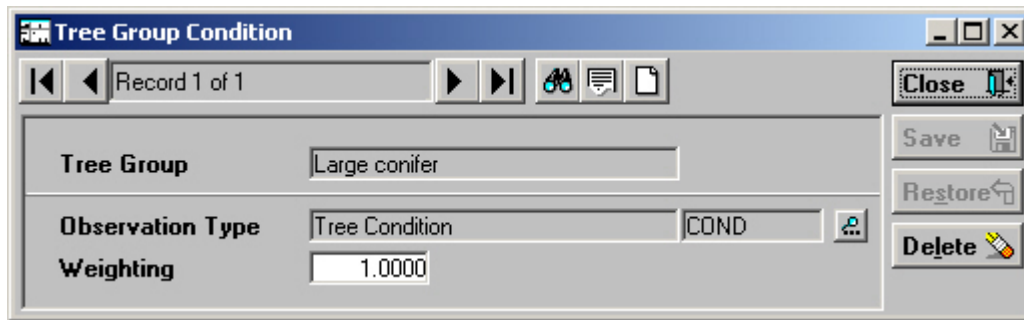 Tree Group Condition
Record 1 of 1
Close
Save
Restore
Delete
Tree Group Large conifer
Observation Type Tree Condition COND
Weighting 1.0000